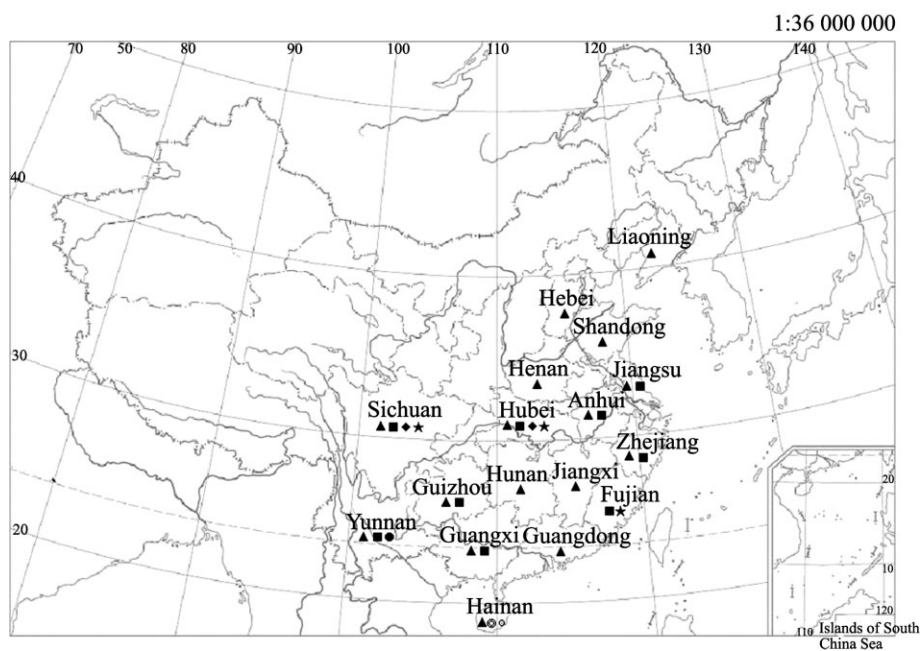 1:36 000 000
70 50 90 100 110 120 130 140
40
Liaoning
Hebei
Shandong
30
Henan
Jiangsu
Anhui
Sichuan
Hubei
Zhejiang
Hunan
Jiangxi
Guizhou
Fujian
20
20
Yunnan
Guangxi
Guangdong
10
Hainan
120
110
Islands of South
China Sea